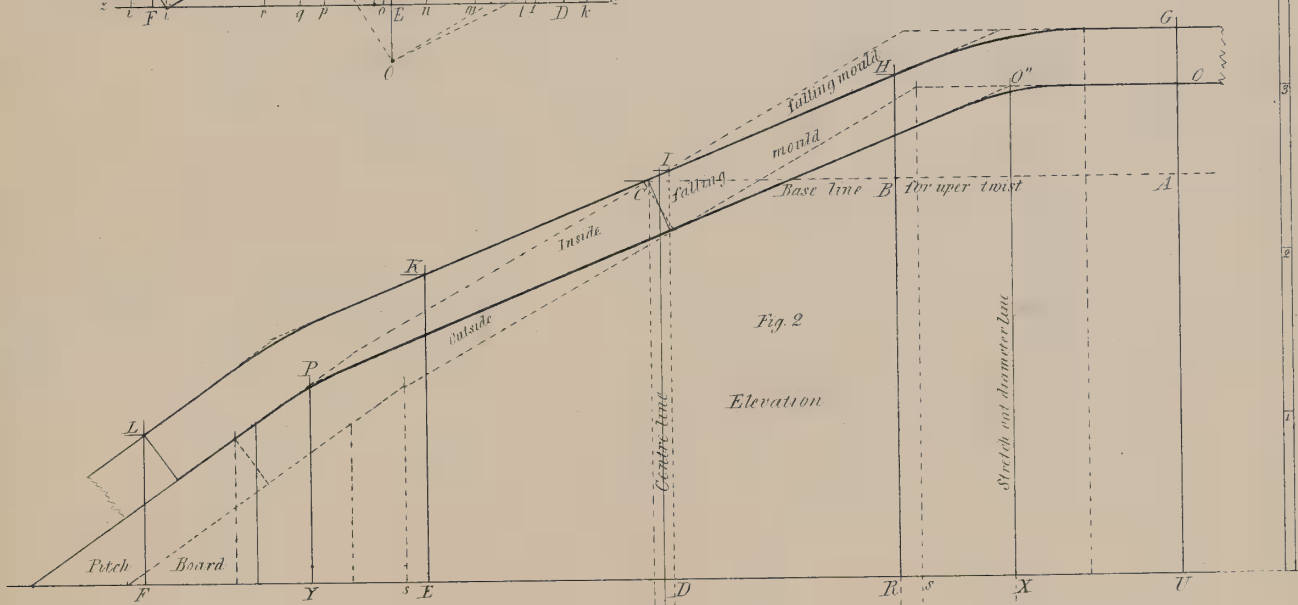 z i F i r q p o E n m l I D k z
O
G
H falling mould O" O
3
mould
I
C falling Base line B for uper twist A
Inside
2
K
Outside
Fig. 2
P
Stretch out diameter line
Centre line
Elevation
L
1
Pitch Board
F Y s E D R s X U